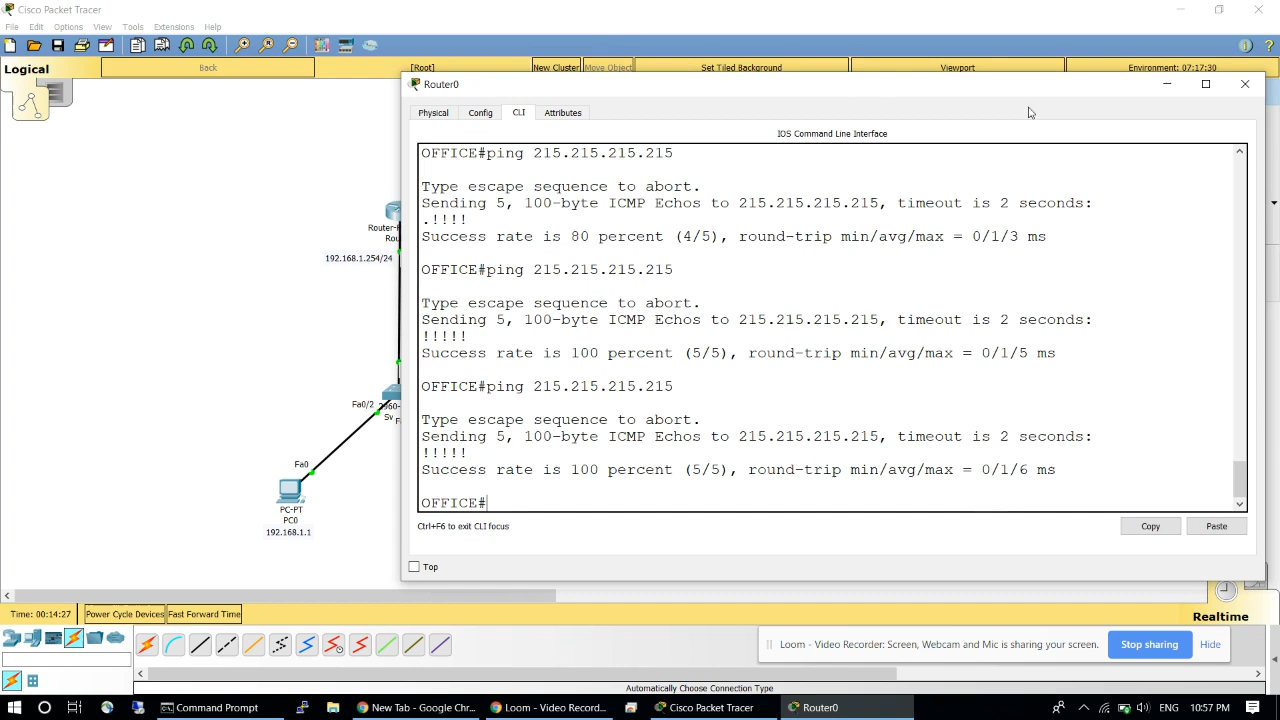 Cisco Packet Tracer
File Edit Options View Tools Extensions Help
Logical
Back
[Root]
New Cluster
Move Object
Set Tiled Background
Viewport
Environment: 07:17:30
Router0
Physical
Config
CLI
Attributes
IOS Command Line Interface
OFFICE#ping 215.215.215.215
Type escape sequence to abort.
Sending 5, 100-byte ICMP Echos to 215.215.215.215, timeout is 2 seconds:
.!!!!
Success rate is 80 percent (4/5), round-trip min/avg/max = 0/1/3 ms
OFFICE#ping 215.215.215.215
Type escape sequence to abort.
Sending 5, 100-byte ICMP Echos to 215.215.215.215, timeout is 2 seconds:
!!!!!
Success rate is 100 percent (5/5), round-trip min/avg/max = 0/1/5 ms
OFFICE#ping 215.215.215.215
Type escape sequence to abort.
Sending 5, 100-byte ICMP Echos to 215.215.215.215, timeout is 2 seconds:
!!!!!
Success rate is 100 percent (5/5), round-trip min/avg/max = 0/1/6 ms
OFFICE#
Ctrl+F6 to exit CLI focus
Copy
Paste
Top
Router-
Rou
192.168.1.254/24
Fa0/2
2960-
Sv
Fa0
PC-PT
PC0
192.168.1.1
Time: 00:14:27
Power Cycle Devices
Fast Forward Time
Realtime
Loom - Video Recorder: Screen, Webcam and Mic is sharing your screen.
Stop sharing
Hide
Automatically Choose Connection Type
Command Prompt
New Tab - Google Chr...
Loom - Video Record...
Cisco Packet Tracer
Router0
ENG
10:57 PM